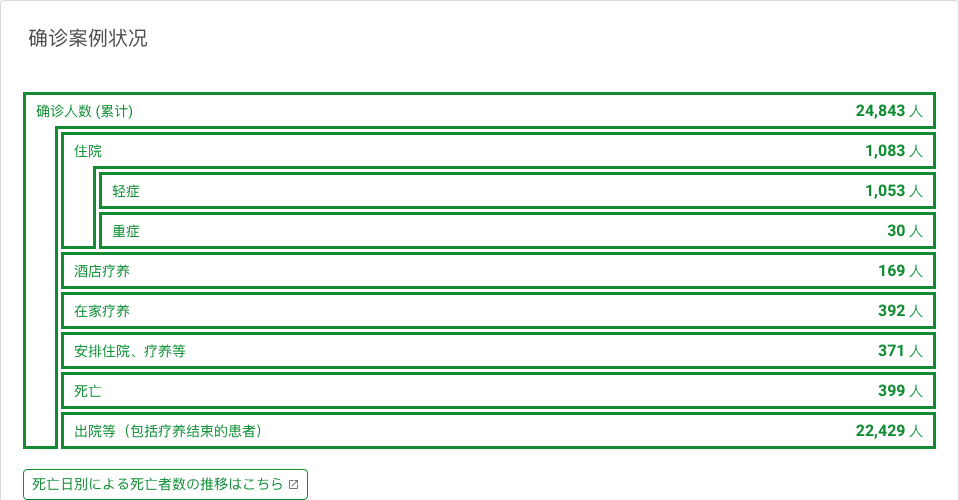 确诊案例状况
确诊人数 (累计) 24,843 人
住院 1,083 人
轻症 1,053 人
重症 30 人
酒店疗养 169 人
在家疗养 392 人
安排住院、疗养等 371 人
死亡 399 人
出院等（包括疗养结束的患者） 22,429 人
死亡日別による死亡者数の推移はこちら